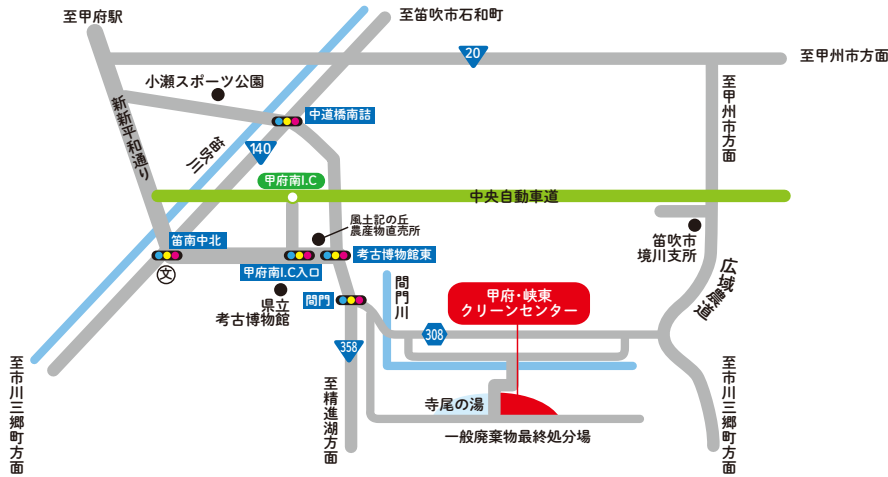 至甲府駅
至笛吹市石和町
20
至甲州市方面
小瀬スポーツ公園
至甲州市方面
新新平和通り
中道橋南詰
笛吹川
140
甲府南I.C
中央自動車道
風土記の丘
農産物直売所
笛南中北
考古博物館東
笛吹市
境川支所
文
甲府南I.C入口
広域農道
県立
考古博物館
間門
間門川
甲府・峡東
クリーンセンター
308
358
至市川三郷町方面
至精進湖方面
至市川三郷町方面
寺尾の湯
一般廃棄物最終処分場